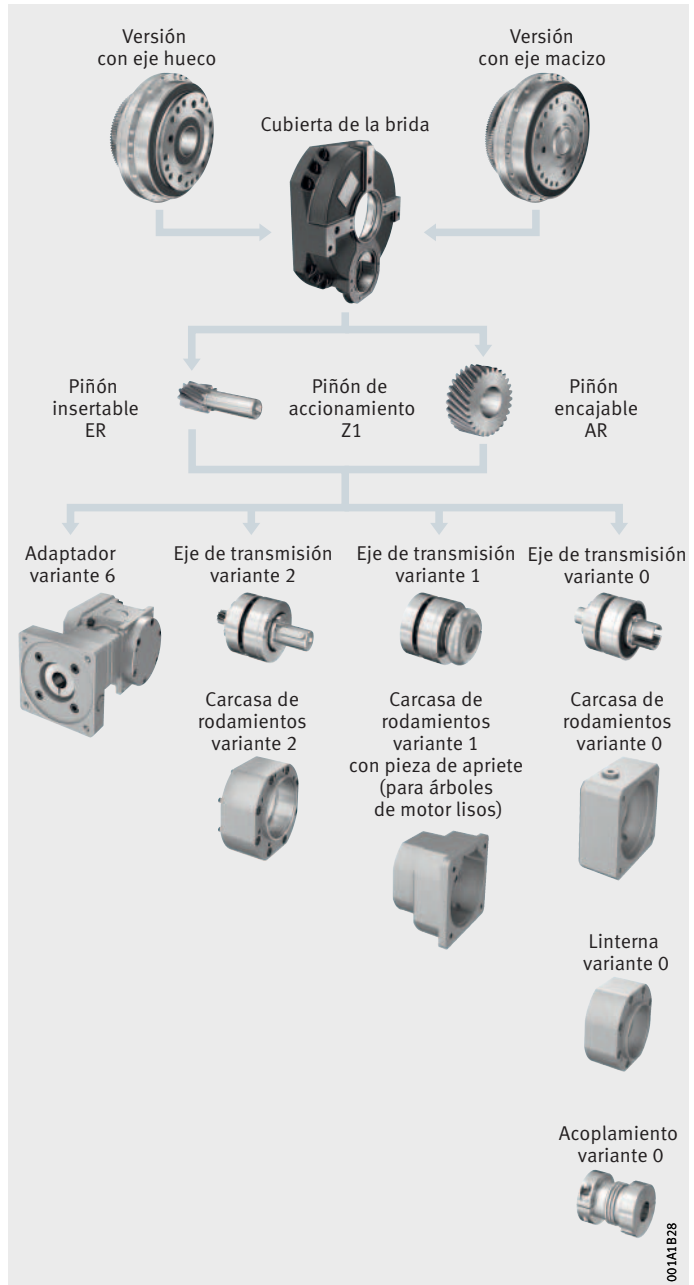 Versión
con eje hueco
Versión
con eje macizo
Cubierta de la brida
Piñón
insertable
ER
Piñón de
accionamiento
Z1
Piñón
encajable
AR
Adaptador
variante 6
Eje de transmisión
variante 2
Eje de transmisión
variante 1
Eje de transmisión
variante 0
Carcasa de
rodamientos
variante 2
Carcasa de
rodamientos
variante 1
con pieza de apriete
(para árboles
de motor lisos)
Carcasa de
rodamientos
variante 0
Linterna
variante 0
Acoplamiento
variante 0
001A1B28